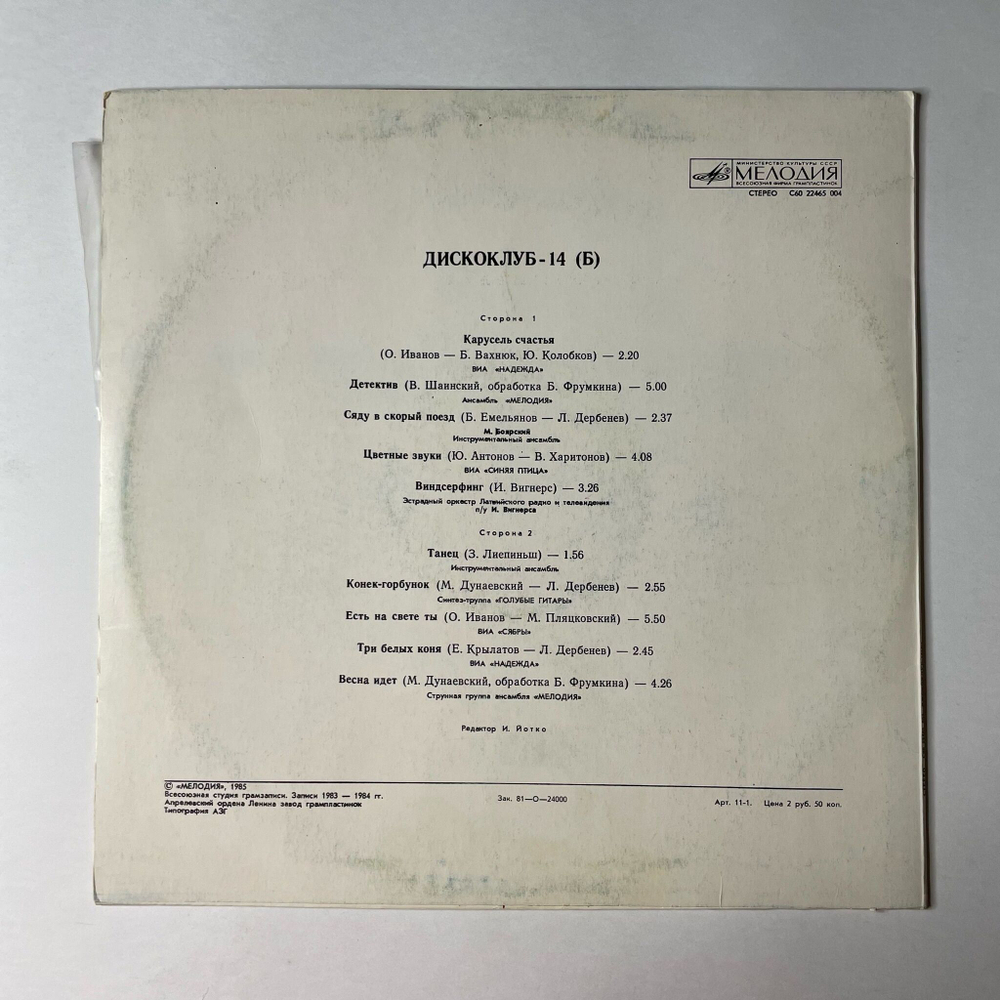 МИНИСТЕРСТВО КУЛЬТУРЫ СССР
МЕЛОДИЯ
ВСЕСОЮЗНАЯ ФИРМА ГРАМПЛАСТИНОК
СТЕРЕО С60 22465 004
ДИСКОКЛУБ-14 (Б)
Сторона 1
Карусель счастья
(О. Иванов — Б. Вахнюк, Ю. Колобков) — 2.20
ВИА «НАДЕЖДА»
Детектив (В. Шаинский, обработка Б. Фрумкина) — 5.00
Ансамбль «МЕЛОДИЯ»
Сяду в скорый поезд (Б. Емельянов — Л. Дербенев) — 2.37
М. Боярский
Инструментальный ансамбль
Цветные звуки (Ю. Антонов — В. Харитонов) — 4.08
ВИА «СИНЯЯ ПТИЦА»
Виндсерфинг (И. Вигнерс) — 3.26
Эстрадный оркестр Латвийского радио и телевидения
п/у И. Вигнерса
Сторона 2
Танец (З. Лиепиньш) — 1.56
Инструментальный ансамбль
Конек-горбунок (М. Дунаевский — Л. Дербенев) — 2.55
Синтез-группа «ГОЛУБЫЕ ГИТАРЫ»
Есть на свете ты (О. Иванов — М. Пляцковский) — 5.50
ВИА «СЯБРЫ»
Три белых коня (Е. Крылатов — Л. Дербенев) — 2.45
ВИА «НАДЕЖДА»
Весна идет (М. Дунаевский, обработка Б. Фрумкина) — 4.26
Струнная группа ансамбля «МЕЛОДИЯ»
Редактор И. Йотко
© «МЕЛОДИЯ», 1985
Всесоюзная студия грамзаписи. Записи 1983 — 1984 гг.
Апрелевский ордена Ленина завод грампластинок
Типография АЗГ
Зак. 81—О—24000
Арт. 11-1. Цена 2 руб. 50 коп.